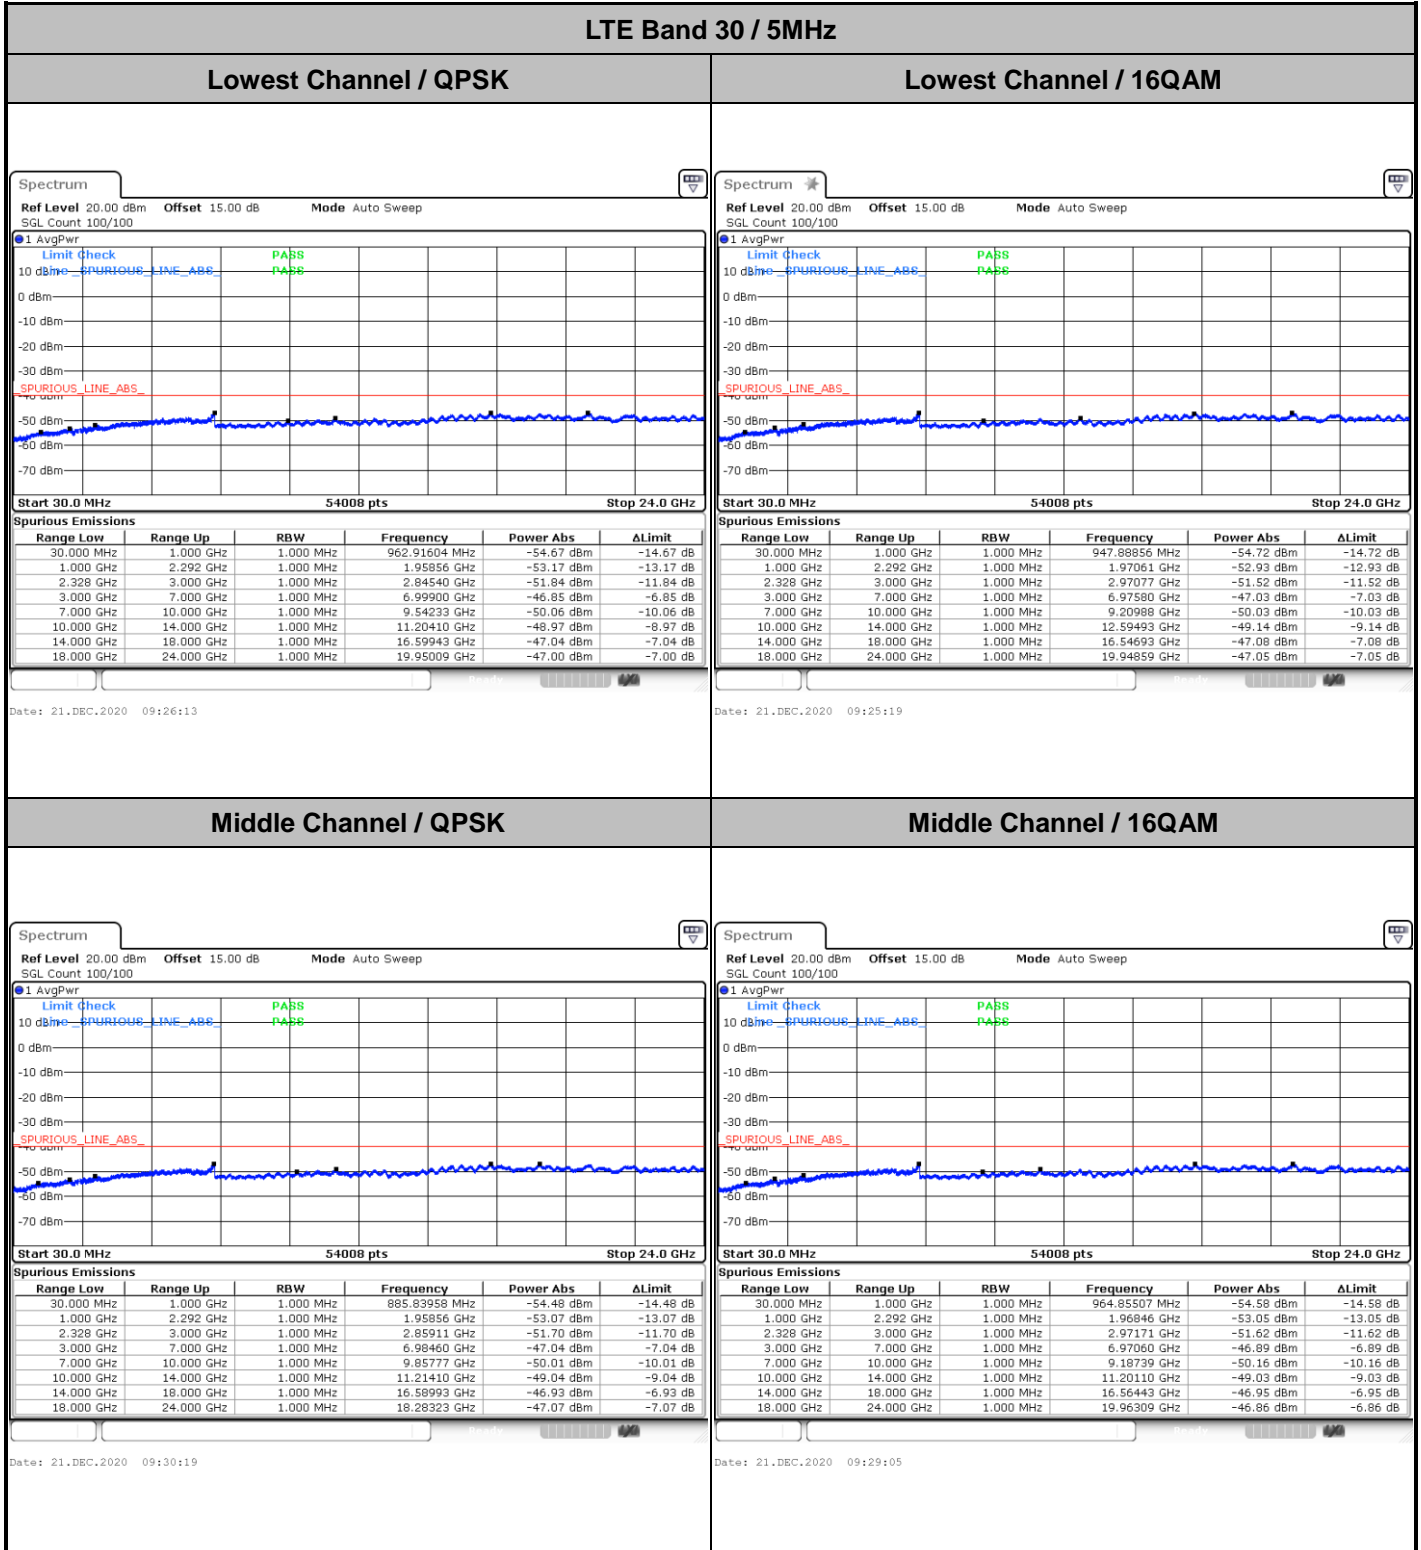 LTE Band 30 / 5MHz
Lowest Channel / QPSK
Lowest Channel / 16QAM
Spectrum
Ref Level 20.00 dBm Offset 15.00 dB Mode Auto Sweep
SGL Count 100/100
1 AvgPwr
Limit Check PASS
10 dBm Line _SPURIOUS_LINE_ABS_ PASS
0 dBm
-10 dBm
-20 dBm
-30 dBm
_SPURIOUS_LINE_ABS_
-40 dBm
-50 dBm
-60 dBm
-70 dBm
Start 30.0 MHz 54008 pts Stop 24.0 GHz
Spurious Emissions
Range Low Range Up RBW Frequency Power Abs ΔLimit
30.000 MHz 1.000 GHz 1.000 MHz 962.91604 MHz -54.67 dBm -14.67 dB
1.000 GHz 2.292 GHz 1.000 MHz 1.95856 GHz -53.17 dBm -13.17 dB
2.328 GHz 3.000 GHz 1.000 MHz 2.84540 GHz -51.84 dBm -11.84 dB
3.000 GHz 7.000 GHz 1.000 MHz 6.99900 GHz -46.85 dBm -6.85 dB
7.000 GHz 10.000 GHz 1.000 MHz 9.54233 GHz -50.06 dBm -10.06 dB
10.000 GHz 14.000 GHz 1.000 MHz 11.20410 GHz -48.97 dBm -8.97 dB
14.000 GHz 18.000 GHz 1.000 MHz 16.59943 GHz -47.04 dBm -7.04 dB
18.000 GHz 24.000 GHz 1.000 MHz 19.95009 GHz -47.00 dBm -7.00 dB
Ready
Date: 21.DEC.2020 09:26:13
Spectrum
Ref Level 20.00 dBm Offset 15.00 dB Mode Auto Sweep
SGL Count 100/100
1 AvgPwr
Limit Check PASS
10 dBm Line _SPURIOUS_LINE_ABS_ PASS
0 dBm
-10 dBm
-20 dBm
-30 dBm
_SPURIOUS_LINE_ABS_
-40 dBm
-50 dBm
-60 dBm
-70 dBm
Start 30.0 MHz 54008 pts Stop 24.0 GHz
Spurious Emissions
Range Low Range Up RBW Frequency Power Abs ΔLimit
30.000 MHz 1.000 GHz 1.000 MHz 947.88856 MHz -54.72 dBm -14.72 dB
1.000 GHz 2.292 GHz 1.000 MHz 1.97061 GHz -52.93 dBm -12.93 dB
2.328 GHz 3.000 GHz 1.000 MHz 2.97077 GHz -51.52 dBm -11.52 dB
3.000 GHz 7.000 GHz 1.000 MHz 6.97580 GHz -47.03 dBm -7.03 dB
7.000 GHz 10.000 GHz 1.000 MHz 9.20988 GHz -50.03 dBm -10.03 dB
10.000 GHz 14.000 GHz 1.000 MHz 12.59493 GHz -49.14 dBm -9.14 dB
14.000 GHz 18.000 GHz 1.000 MHz 16.54693 GHz -47.08 dBm -7.08 dB
18.000 GHz 24.000 GHz 1.000 MHz 19.94859 GHz -47.05 dBm -7.05 dB
Ready
Date: 21.DEC.2020 09:25:19
Middle Channel / QPSK
Middle Channel / 16QAM
Spectrum
Ref Level 20.00 dBm Offset 15.00 dB Mode Auto Sweep
SGL Count 100/100
1 AvgPwr
Limit Check PASS
10 dBm Line _SPURIOUS_LINE_ABS_ PASS
0 dBm
-10 dBm
-20 dBm
-30 dBm
_SPURIOUS_LINE_ABS_
-40 dBm
-50 dBm
-60 dBm
-70 dBm
Start 30.0 MHz 54008 pts Stop 24.0 GHz
Spurious Emissions
Range Low Range Up RBW Frequency Power Abs ΔLimit
30.000 MHz 1.000 GHz 1.000 MHz 885.83958 MHz -54.48 dBm -14.48 dB
1.000 GHz 2.292 GHz 1.000 MHz 1.95856 GHz -53.07 dBm -13.07 dB
2.328 GHz 3.000 GHz 1.000 MHz 2.85911 GHz -51.70 dBm -11.70 dB
3.000 GHz 7.000 GHz 1.000 MHz 6.98460 GHz -47.04 dBm -7.04 dB
7.000 GHz 10.000 GHz 1.000 MHz 9.85777 GHz -50.01 dBm -10.01 dB
10.000 GHz 14.000 GHz 1.000 MHz 11.21410 GHz -49.04 dBm -9.04 dB
14.000 GHz 18.000 GHz 1.000 MHz 16.58993 GHz -46.93 dBm -6.93 dB
18.000 GHz 24.000 GHz 1.000 MHz 18.28323 GHz -47.07 dBm -7.07 dB
Ready
Date: 21.DEC.2020 09:30:19
Spectrum
Ref Level 20.00 dBm Offset 15.00 dB Mode Auto Sweep
SGL Count 100/100
1 AvgPwr
Limit Check PASS
10 dBm Line _SPURIOUS_LINE_ABS_ PASS
0 dBm
-10 dBm
-20 dBm
-30 dBm
_SPURIOUS_LINE_ABS_
-40 dBm
-50 dBm
-60 dBm
-70 dBm
Start 30.0 MHz 54008 pts Stop 24.0 GHz
Spurious Emissions
Range Low Range Up RBW Frequency Power Abs ΔLimit
30.000 MHz 1.000 GHz 1.000 MHz 964.85507 MHz -54.58 dBm -14.58 dB
1.000 GHz 2.292 GHz 1.000 MHz 1.96846 GHz -53.05 dBm -13.05 dB
2.328 GHz 3.000 GHz 1.000 MHz 2.97171 GHz -51.62 dBm -11.62 dB
3.000 GHz 7.000 GHz 1.000 MHz 6.97060 GHz -46.89 dBm -6.89 dB
7.000 GHz 10.000 GHz 1.000 MHz 9.18739 GHz -50.16 dBm -10.16 dB
10.000 GHz 14.000 GHz 1.000 MHz 11.20110 GHz -49.03 dBm -9.03 dB
14.000 GHz 18.000 GHz 1.000 MHz 16.56443 GHz -46.95 dBm -6.95 dB
18.000 GHz 24.000 GHz 1.000 MHz 19.96309 GHz -46.86 dBm -6.86 dB
Ready
Date: 21.DEC.2020 09:29:05